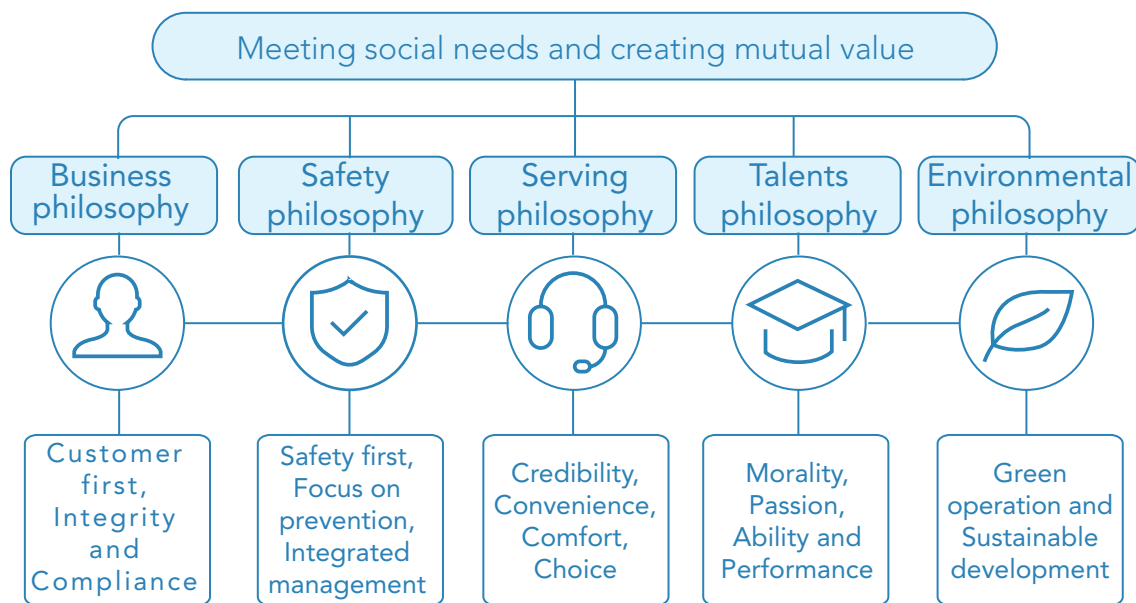 Meeting social needs and creating mutual value
Business
philosophy
Safety
philosophy
Serving
philosophy
Talents
philosophy
Environmental
philosophy
Customer
first,
Integrity
and
Compliance
Safety first,
Focus on
prevention,
Integrated
management
Credibility,
Convenience,
Comfort,
Choice
Morality,
Passion,
Ability and
Performance
Green
operation and
Sustainable
development